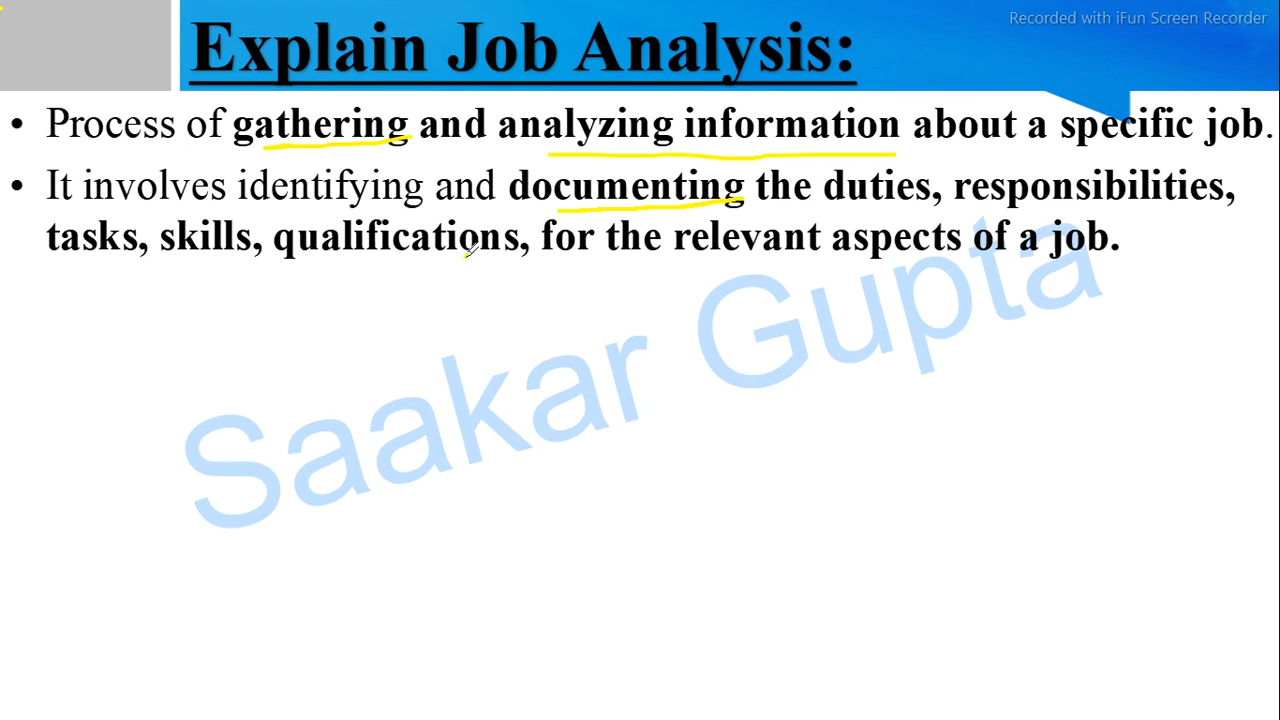 Recorded with iFun Screen Recorder
Explain Job Analysis:
• Process of gathering and analyzing information about a specific job.
• It involves identifying and documenting the duties, responsibilities,
tasks, skills, qualifications, for the relevant aspects of a job.
Saakar Gupta